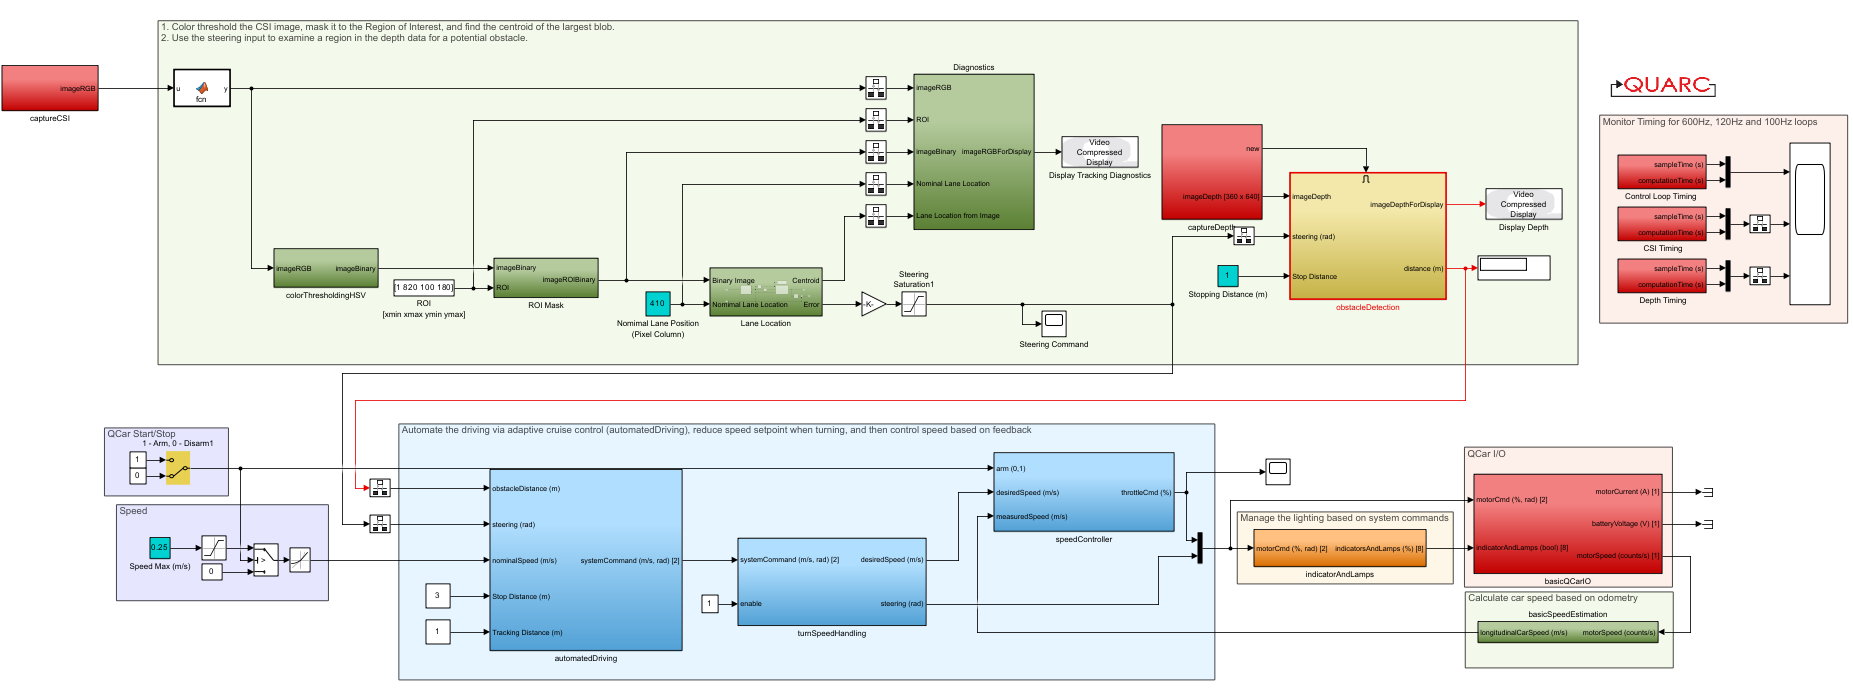 1. Color threshold the CSI image, mask it to the Region of Interest, and find the centroid of the largest blob.
2. Use the steering input to examine a region in the depth data for a potential obstacle.
imageRGB
captureCSI
u
fcn
y
Diagnostics
imageRGB
ROI
imageBinary
imageRGBForDisplay
Nominal Lane Location
Lane Location from Image
Video
Compressed
Display
Display Tracking Diagnostics
new
imageDepth [360 x 640]
captureDepth
imageDepth
imageDepthForDisplay
steering (rad)
distance (m)
Stop Distance
obstacleDetection
1
Stopping Distance (m)
Video
Compressed
Display
Display Depth
QUARC
Monitor Timing for 600Hz, 120Hz and 100Hz loops
sampleTime (s)
computationTime (s)
Control Loop Timing
sampleTime (s)
computationTime (s)
CSI Timing
sampleTime (s)
computationTime (s)
Depth Timing
imageRGB
imageBinary
colorThresholdingHSV
[1 820 100 180]
ROI
[xmin xmax ymin ymax]
imageBinary
imageROIBinary
ROI
ROI Mask
410
Nomimal Lane Position
(Pixel Column)
Binary Image
Centroid
Nomimal Lane Location
Error
Lane Location
-K-
Steering
Saturation1
Steering Command
QCar Start/Stop
1 - Arm, 0 - Disarm1
1
0
Speed
0.25
Speed Max (m/s)
0
>
Automate the driving via adaptive cruise control (automatedDriving), reduce speed setpoint when turning, and then control speed based on feedback
obstacleDistance (m)
steering (rad)
nominalSpeed (m/s)
systemCommand (m/s, rad) [2]
Stop Distance (m)
Tracking Distance (m)
automatedDriving
3
1
systemCommand (m/s, rad) [2]
desiredSpeed (m/s)
enable
steering (rad)
turnSpeedHandling
1
arm (0,1)
desiredSpeed (m/s)
throttleCmd (%)
measuredSpeed (m/s)
speedController
Manage the lighting based on system commands
motorCmd (%, rad) [2]
indicatorsAndLamps (%) [8]
indicatorAndLamps
QCar I/O
motorCurrent (A) [1]
motorCmd (%, rad) [2]
batteryVoltage (V) [1]
indicatorAndLamps (bool) [8]
motorSpeed (counts/s) [1]
basicQCarIO
Calculate car speed based on odometry
basicSpeedEstimation
longitudinalCarSpeed (m/s)
motorSpeed (counts/s)